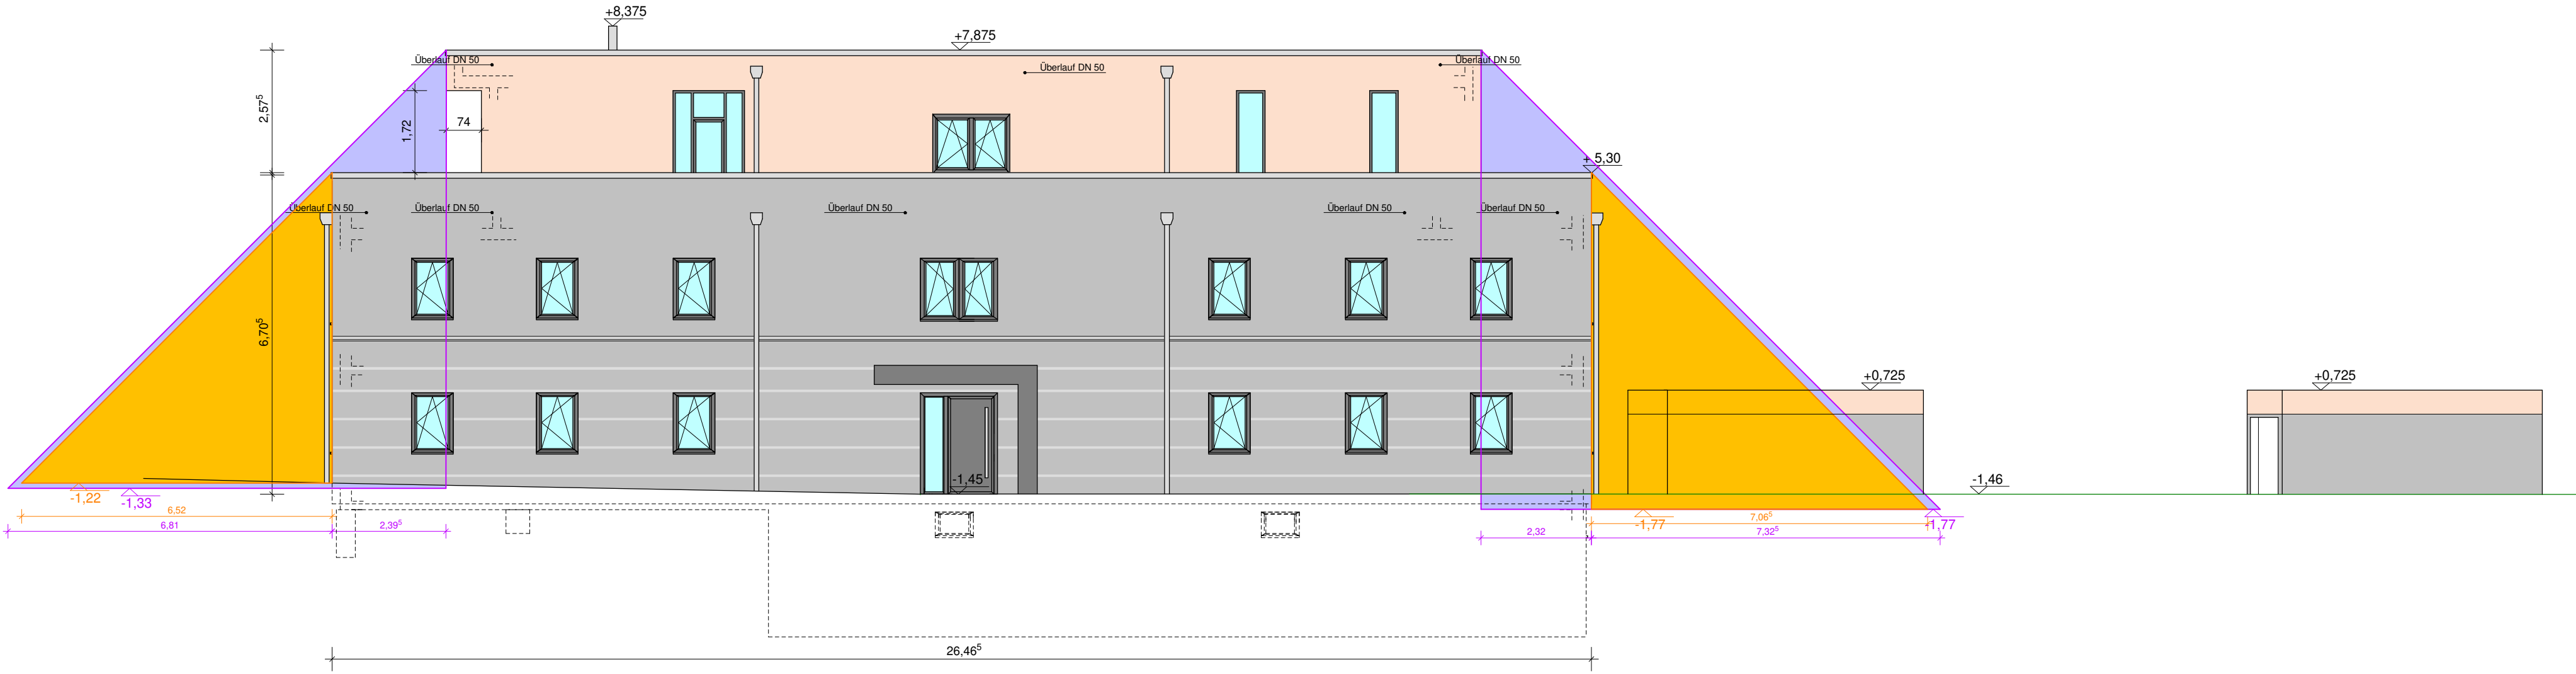 +8,375
+7,875
Überlauf DN 50
Überlauf DN 50
Überlauf DN 50
2,57⁵
1,72
74
+ 5,30
Überlauf DN 50
Überlauf DN 50
Überlauf DN 50
Überlauf DN 50
Überlauf DN 50
6,70⁵
+0,725
+0,725
-1,45
-1,46
-1,22
-1,33
6,52
6,81
2,39⁵
-1,77
7,06⁵
-1,77
2,32
7,32⁵
26,46⁵